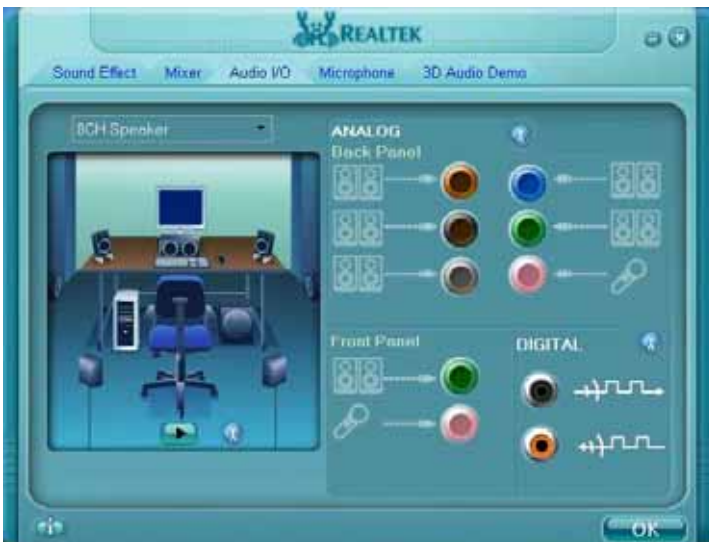 REALTEK
Sound Effect
Mixer
Audio I/O
Microphone
3D Audio Demo
8CH Speaker
ANALOG
Back Panel
Front Panel
DIGITAL
i
OK